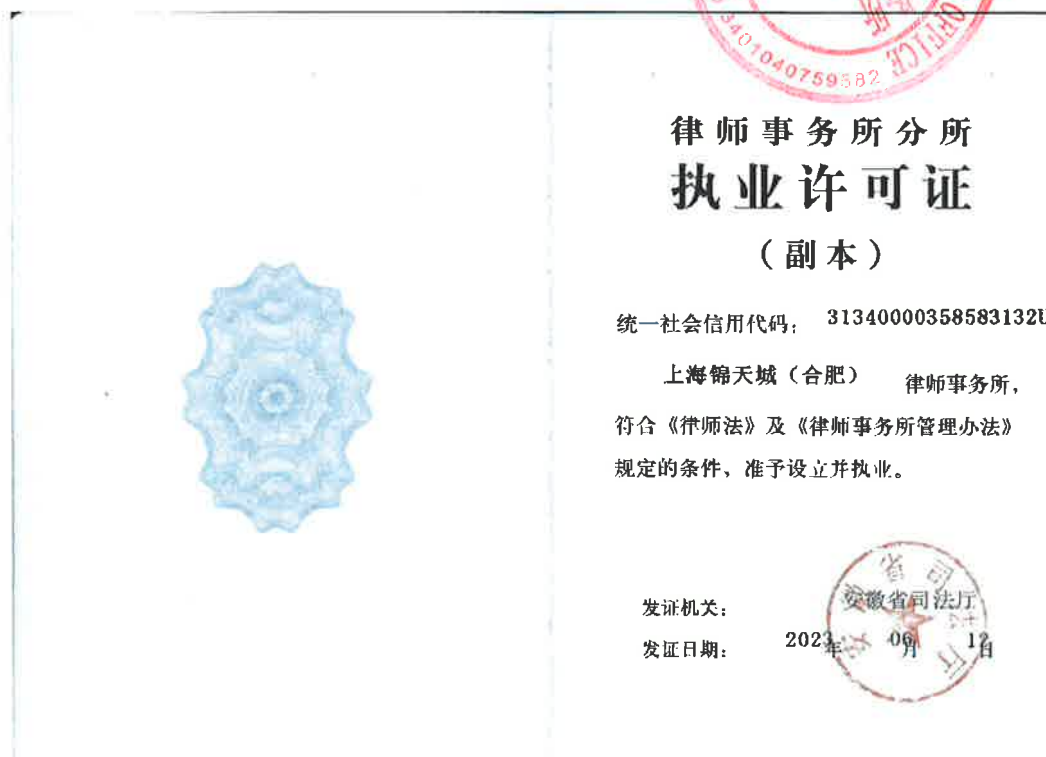 OFFICE
3401040759582
律师事务所分所
执业许可证
（副本）
统一社会信用代码： 31340000358583132U
上海锦天城（合肥） 律师事务所，
符合《律师法》及《律师事务所管理办法》
规定的条件，准予设立并执业。
发证机关： 安徽省司法厅
发证日期： 2023年 06月 12日